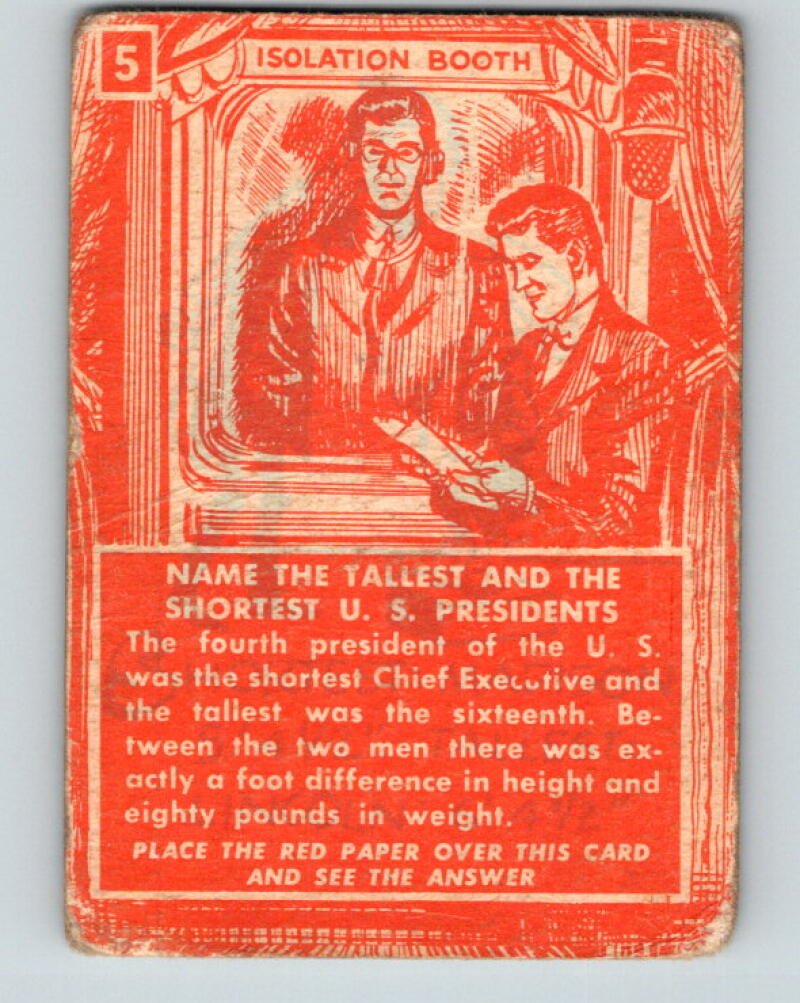 5
ISOLATION BOOTH
NAME THE TALLEST AND THE
SHORTEST U. S. PRESIDENTS
The fourth president of the U. S.
was the shortest Chief Executive and
the tallest was the sixteenth. Be-
tween the two men there was ex-
actly a foot difference in height and
eighty pounds in weight.
PLACE THE RED PAPER OVER THIS CARD
AND SEE THE ANSWER